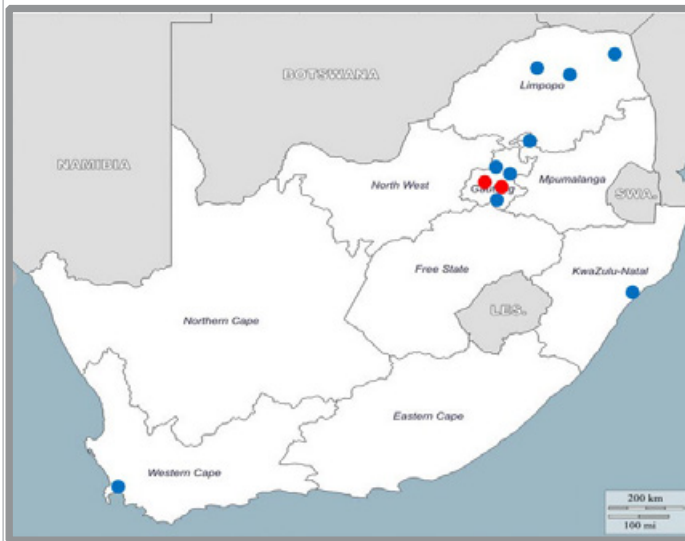 BOTSWANA
Limpopo
NAMIBIA
North West
Mpumalanga
SWA.
Free State
KwaZulu-Natal
LES.
Northern Cape
Eastern Cape
Western Cape
200 km
100 mi